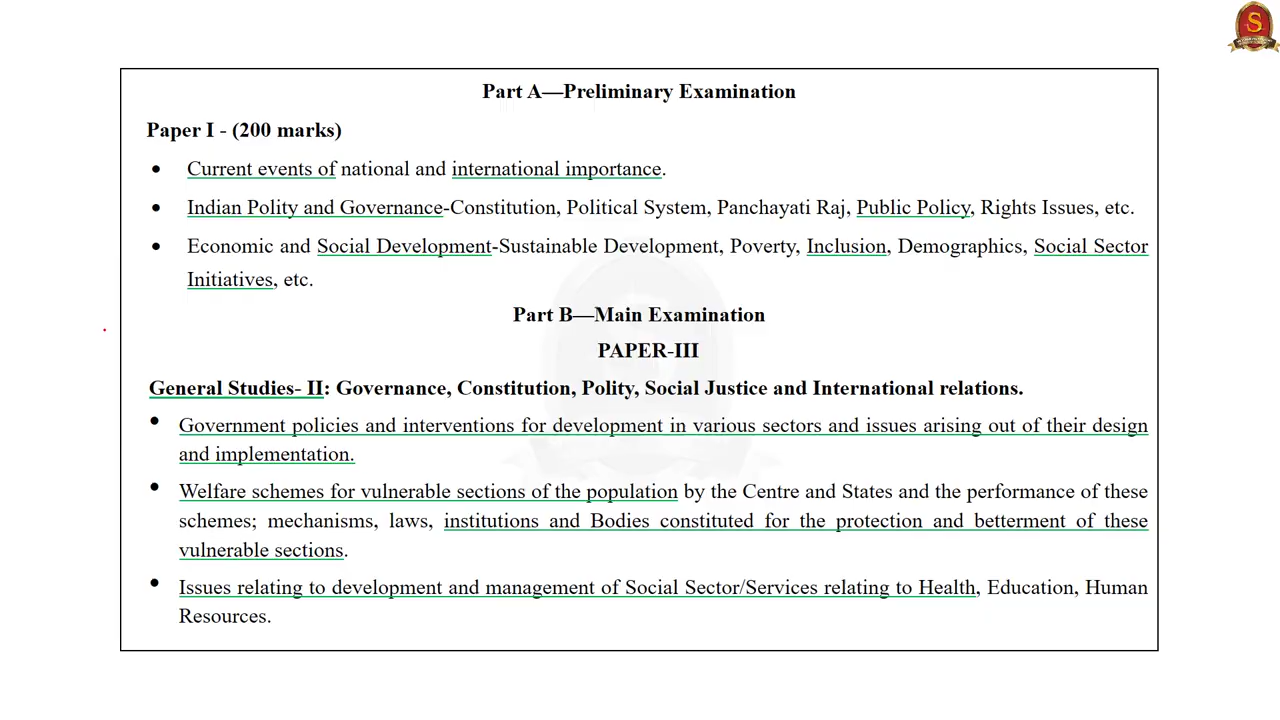 S
Part A—Preliminary Examination
Paper I - (200 marks)
• Current events of national and international importance.
• Indian Polity and Governance-Constitution, Political System, Panchayati Raj, Public Policy, Rights Issues, etc.
• Economic and Social Development-Sustainable Development, Poverty, Inclusion, Demographics, Social Sector
Initiatives, etc.
Part B—Main Examination
PAPER-III
General Studies- II: Governance, Constitution, Polity, Social Justice and International relations.
• Government policies and interventions for development in various sectors and issues arising out of their design
and implementation.
• Welfare schemes for vulnerable sections of the population by the Centre and States and the performance of these
schemes; mechanisms, laws, institutions and Bodies constituted for the protection and betterment of these
vulnerable sections.
• Issues relating to development and management of Social Sector/Services relating to Health, Education, Human
Resources.